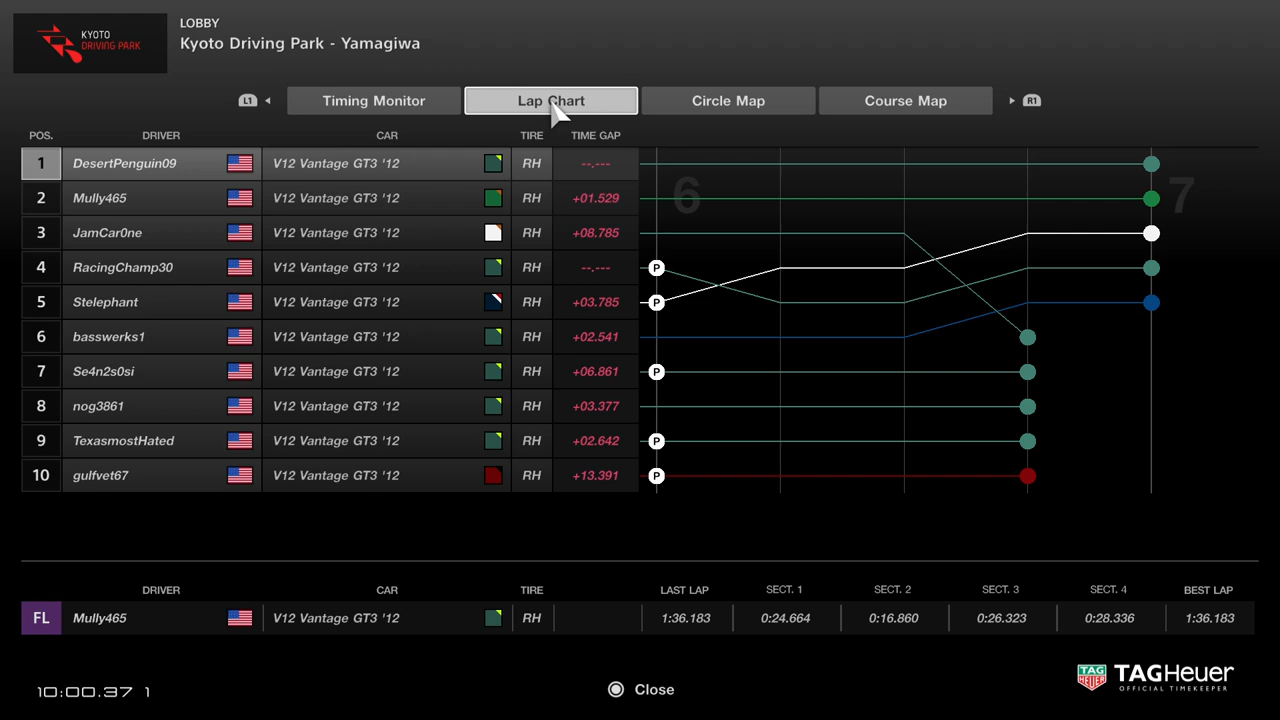 KYOTO
DRIVING PARK
LOBBY
Kyoto Driving Park - Yamagiwa
L1 Timing Monitor Lap Chart Circle Map Course Map R1
POS. DRIVER CAR TIRE TIME GAP
1 DesertPenguin09 V12 Vantage GT3 '12 RH --.---
2 Mully465 V12 Vantage GT3 '12 RH +01.529
3 JamCar0ne V12 Vantage GT3 '12 RH +08.785
4 RacingChamp30 V12 Vantage GT3 '12 RH --.--- P
5 Stelephant V12 Vantage GT3 '12 RH +03.785 P
6 basswerks1 V12 Vantage GT3 '12 RH +02.541
7 Se4n2s0si V12 Vantage GT3 '12 RH +06.861 P
8 nog3861 V12 Vantage GT3 '12 RH +03.377
9 TexasmostHated V12 Vantage GT3 '12 RH +02.642 P
10 gulfvet67 V12 Vantage GT3 '12 RH +13.391 P
6 7
DRIVER CAR TIRE LAST LAP SECT. 1 SECT. 2 SECT. 3 SECT. 4 BEST LAP
FL Mully465 V12 Vantage GT3 '12 RH 1:36.183 0:24.664 0:16.860 0:26.323 0:28.336 1:36.183
10:00.37 1
Close
TAG HEUER
TAGHeuer
OFFICIAL TIMEKEEPER